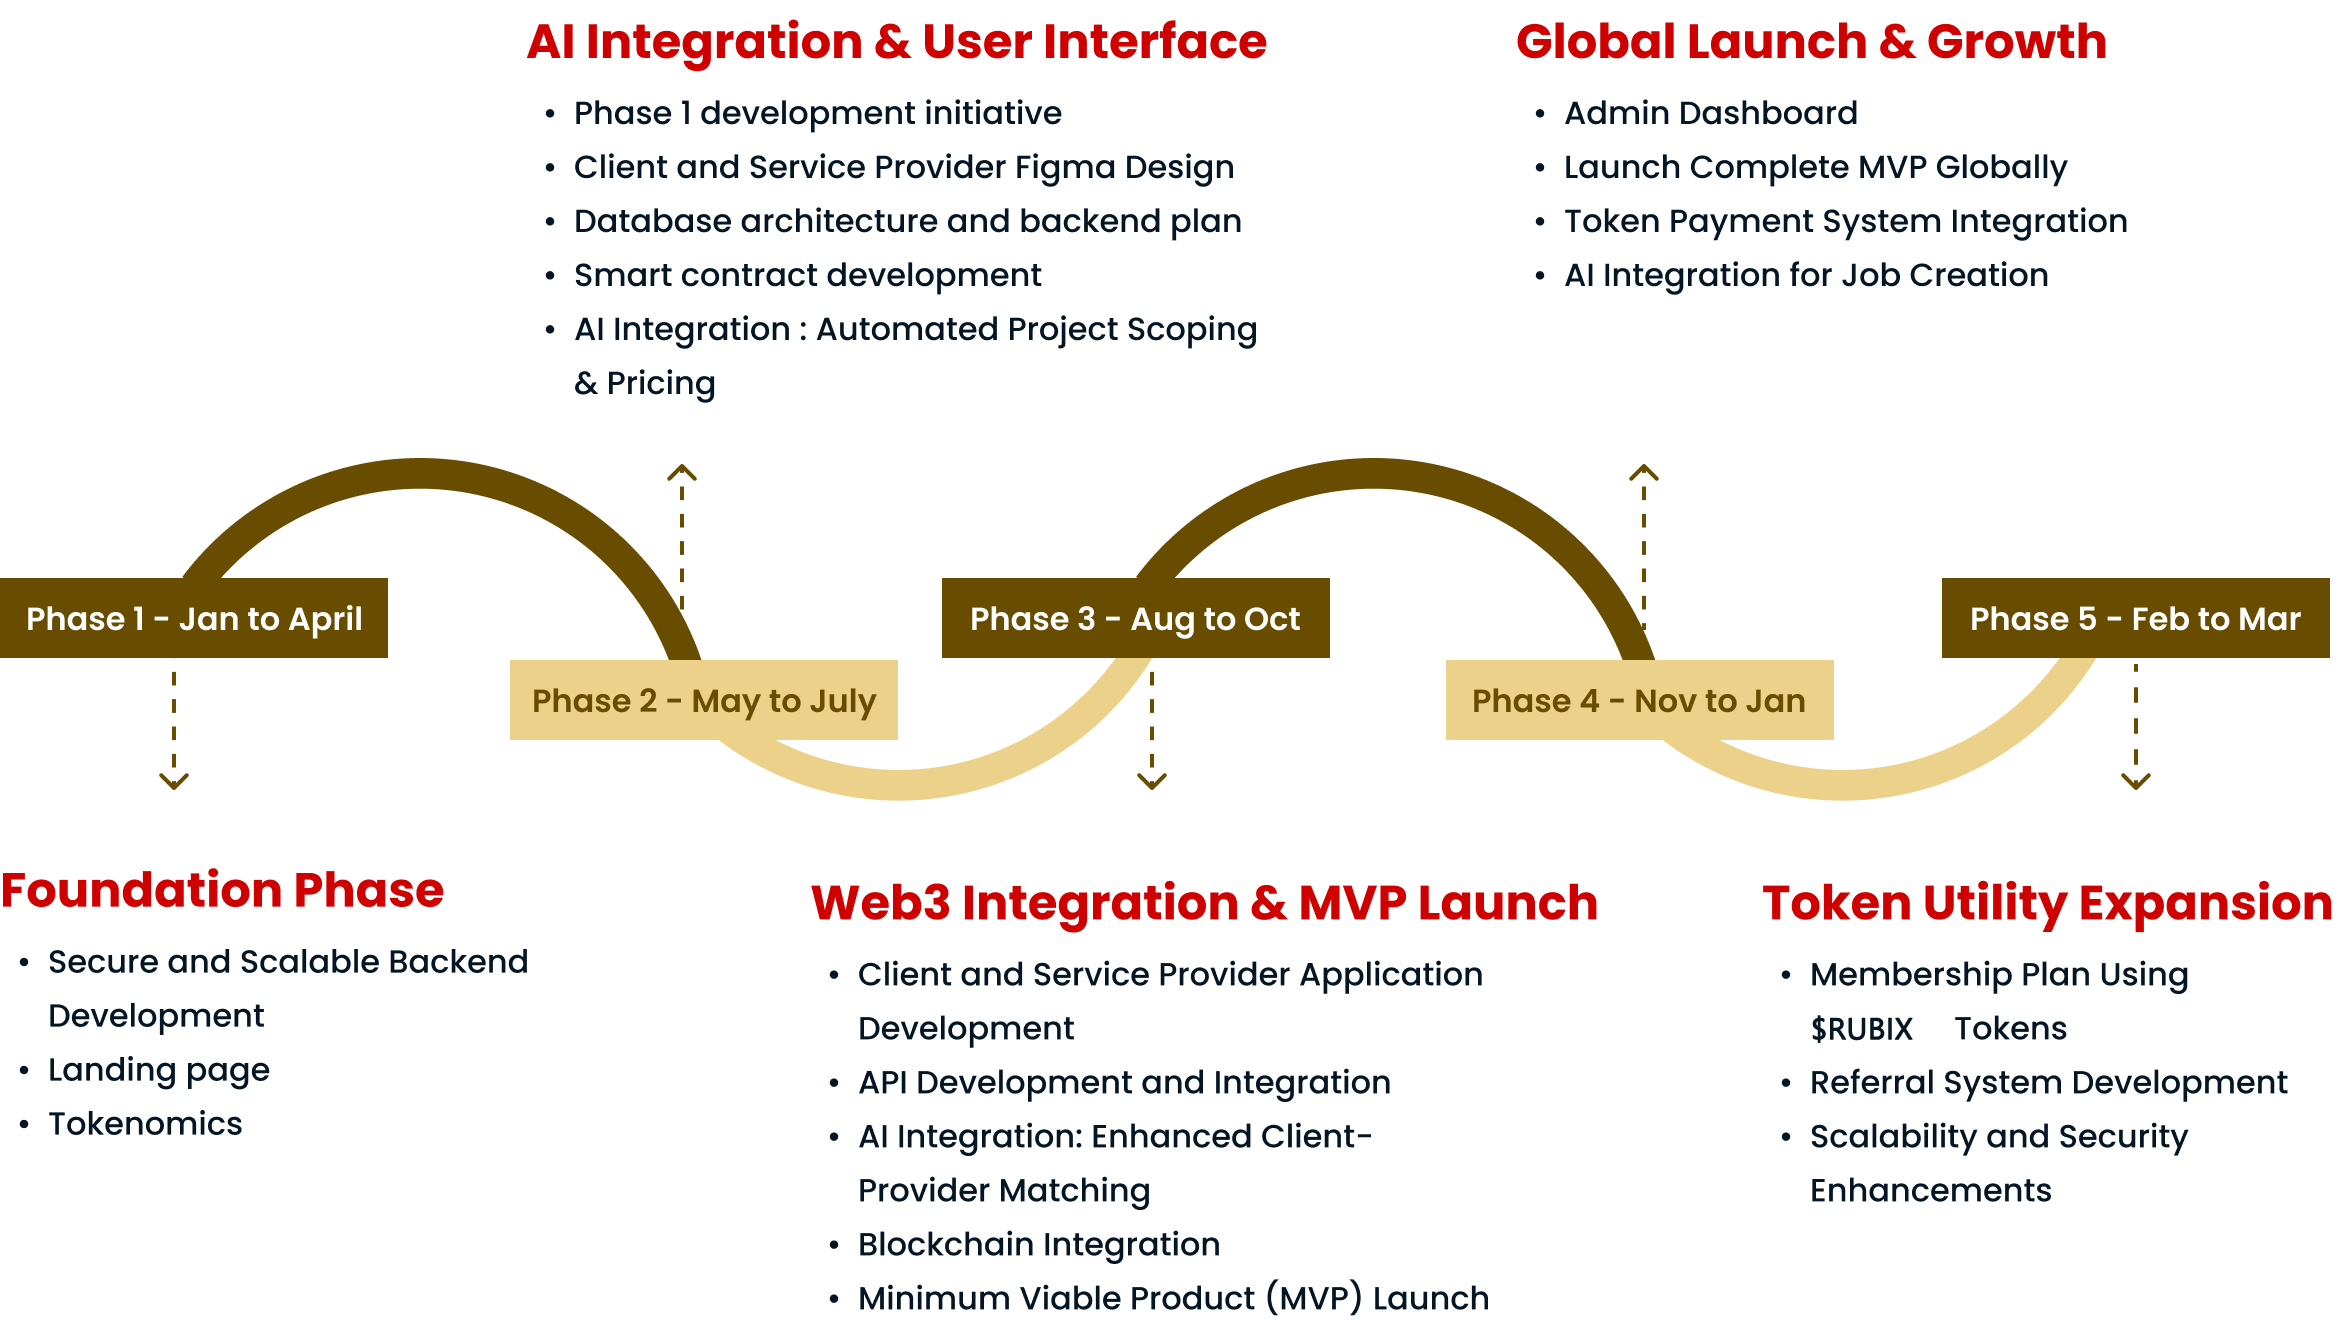 AI Integration & User Interface
• Phase 1 development initiative
• Client and Service Provider Figma Design
• Database architecture and backend plan
• Smart contract development
• AI Integration : Automated Project Scoping
& Pricing
Global Launch & Growth
• Admin Dashboard
• Launch Complete MVP Globally
• Token Payment System Integration
• AI Integration for Job Creation
Phase 1 - Jan to April
Phase 2 - May to July
Phase 3 - Aug to Oct
Phase 4 - Nov to Jan
Phase 5 - Feb to Mar
Foundation Phase
• Secure and Scalable Backend
Development
• Landing page
• Tokenomics
Web3 Integration & MVP Launch
• Client and Service Provider Application
Development
• API Development and Integration
• AI Integration: Enhanced Client-
Provider Matching
• Blockchain Integration
• Minimum Viable Product (MVP) Launch
Token Utility Expansion
• Membership Plan Using
$RUBIX Tokens
• Referral System Development
• Scalability and Security
Enhancements